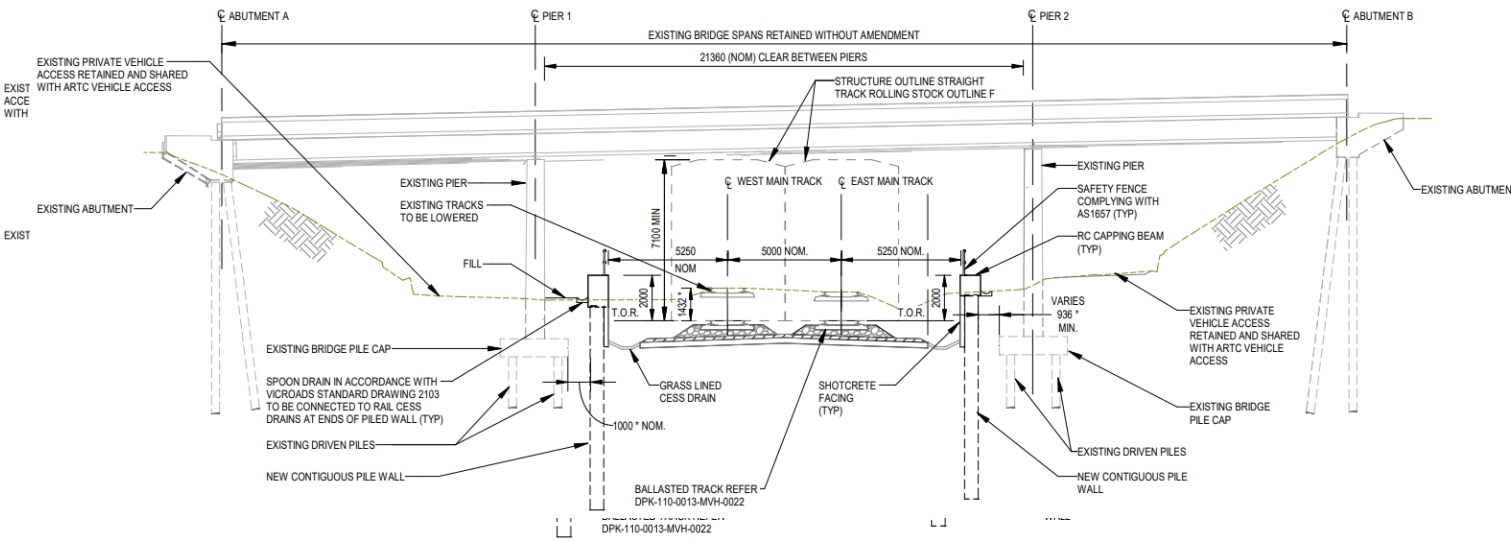 ℄ ABUTMENT A
℄ PIER 1
℄ PIER 2
℄ ABUTMENT B
EXISTING BRIDGE SPANS RETAINED WITHOUT AMENDMENT
21360 (NOM) CLEAR BETWEEN PIERS
EXISTING PRIVATE VEHICLE
ACCESS RETAINED AND SHARED
WITH ARTC VEHICLE ACCESS
EXIST
ACCE
WITH
STRUCTURE OUTLINE STRAIGHT
TRACK ROLLING STOCK OUTLINE F
EXISTING PIER
EXISTING TRACKS
TO BE LOWERED
℄ WEST MAIN TRACK
℄ EAST MAIN TRACK
EXISTING PIER
SAFETY FENCE
COMPLYING WITH
AS1657 (TYP)
RC CAPPING BEAM
(TYP)
EXISTING ABUTMENT
EXISTING ABUTMEN
EXIST
7100 MIN
5250
NOM
5000 NOM.
5250 NOM.
FILL
2000
1432 *
T.O.R.
T.O.R.
2000
VARIES
936 *
MIN.
EXISTING PRIVATE
VEHICLE ACCESS
RETAINED AND SHARED
WITH ARTC VEHICLE
ACCESS
EXISTING BRIDGE PILE CAP
SPOON DRAIN IN ACCORDANCE WITH
VICROADS STANDARD DRAWING 2103
TO BE CONNECTED TO RAIL CESS
DRAINS AT ENDS OF PILED WALL (TYP)
GRASS LINED
CESS DRAIN
SHOTCRETE
FACING
(TYP)
EXISTING BRIDGE
PILE CAP
1000 * NOM.
EXISTING DRIVEN PILES
EXISTING DRIVEN PILES
NEW CONTIGUOUS PILE WALL
NEW CONTIGUOUS PILE
WALL
BALLASTED TRACK REFER
DPK-110-0013-MVH-0022
BALLASTED TRACK REFER
DPK-110-0013-MVH-0022
WALL